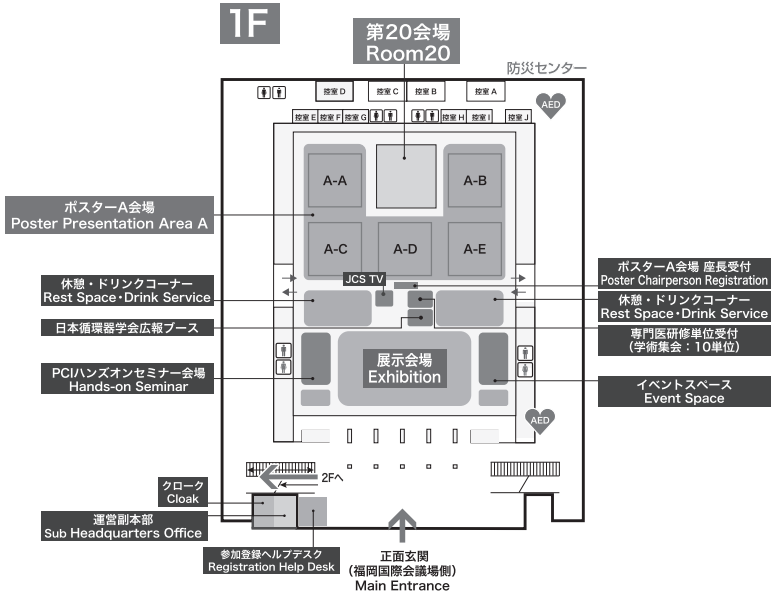 1F
第20会場
Room20
防災センター
控室 D
控室 C
控室 B
控室 A
AED
控室 E
控室 F
控室 G
控室 H
控室 I
控室 J
A-A
A-B
ポスターA会場
Poster Presentation Area A
A-C
A-D
A-E
JCS TV
ポスターA会場 座長受付
Poster Chairperson Registration
休憩・ドリンクコーナー
Rest Space・Drink Service
休憩・ドリンクコーナー
Rest Space・Drink Service
日本循環器学会広報ブース
専門医研修単位受付
(学術集会：10単位)
展示会場
Exhibition
PCIハンズオンセミナー会場
Hands-on Seminar
イベントスペース
Event Space
AED
2Fへ
クローク
Cloak
運営副本部
Sub Headquarters Office
参加登録ヘルプデスク
Registration Help Desk
正面玄関
(福岡国際会議場側)
Main Entrance